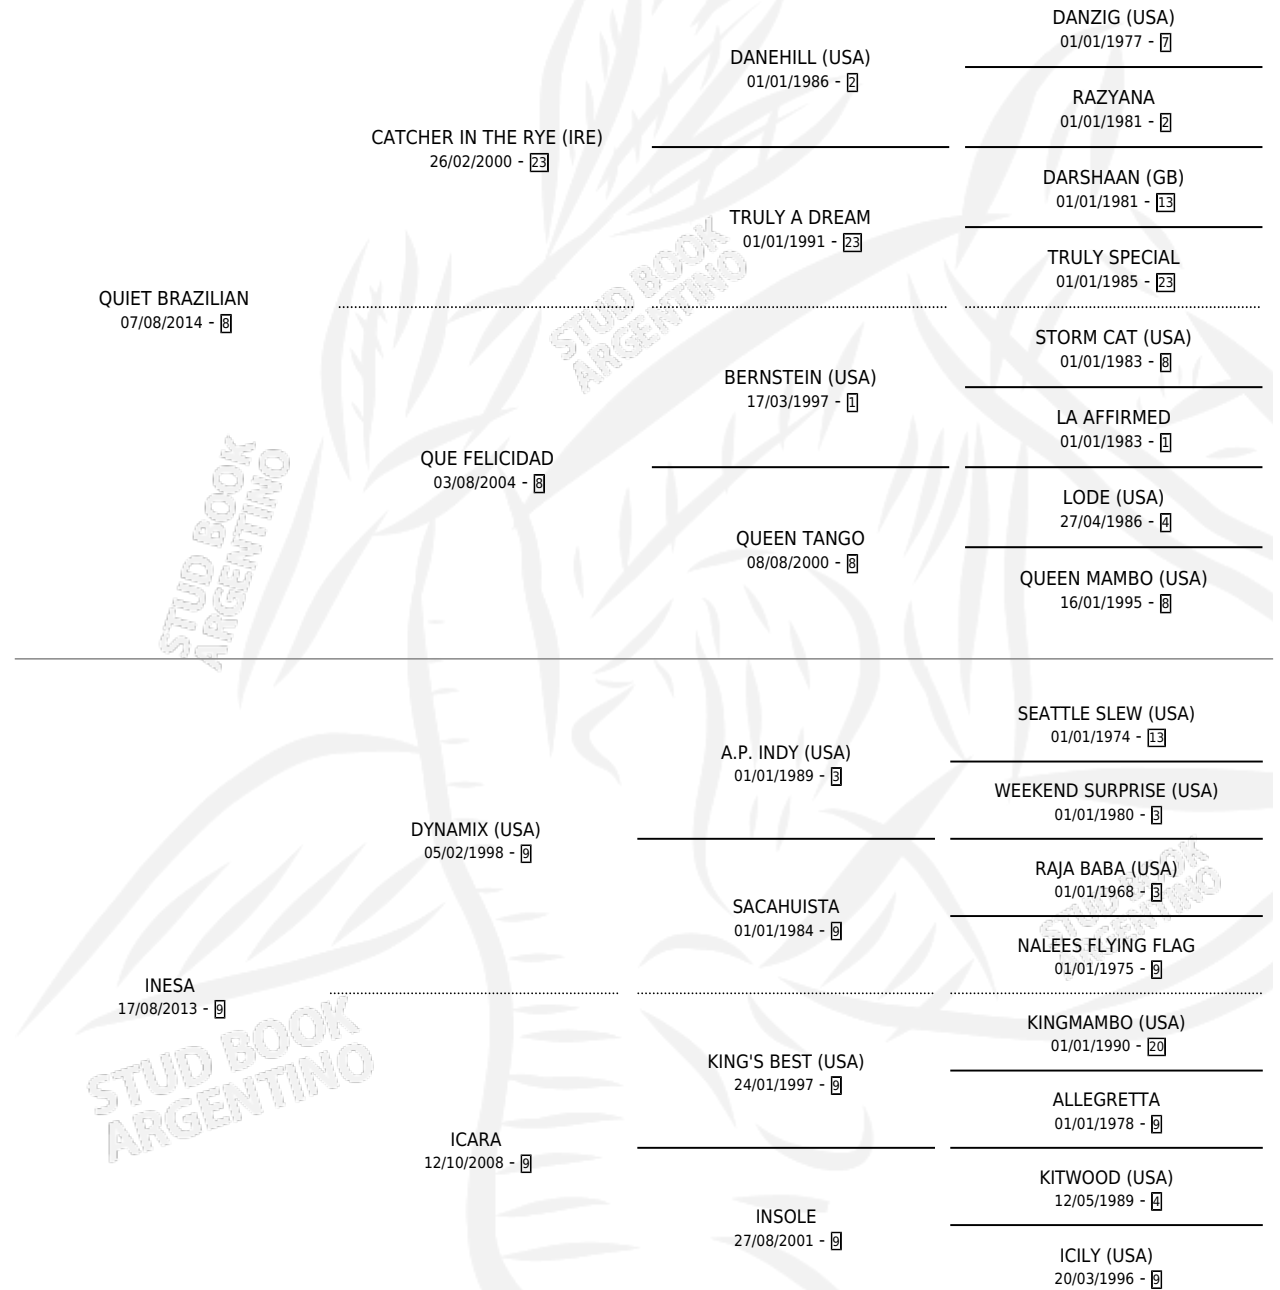 DANZIG (USA)
01/01/1977 - 7
DANEHILL (USA)
01/01/1986 - 2
RAZYANA
01/01/1981 - 2
CATCHER IN THE RYE (IRE)
26/02/2000 - 23
DARSHAAN (GB)
01/01/1981 - 13
TRULY A DREAM
01/01/1991 - 23
TRULY SPECIAL
01/01/1985 - 23
QUIET BRAZILIAN
07/08/2014 - 8
STORM CAT (USA)
01/01/1983 - 8
BERNSTEIN (USA)
17/03/1997 - 1
LA AFFIRMED
01/01/1983 - 1
QUE FELICIDAD
03/08/2004 - 8
LODE (USA)
27/04/1986 - 4
QUEEN TANGO
08/08/2000 - 8
QUEEN MAMBO (USA)
16/01/1995 - 8
STUD BOOK
ARGENTINO
STUD BOOK
ARGENTINO
SEATTLE SLEW (USA)
01/01/1974 - 13
A.P. INDY (USA)
01/01/1989 - 3
WEEKEND SURPRISE (USA)
01/01/1980 - 3
DYNAMIX (USA)
05/02/1998 - 9
RAJA BABA (USA)
01/01/1968 - 3
SACAHUISTA
01/01/1984 - 9
NALEES FLYING FLAG
01/01/1975 - 9
INESA
17/08/2013 - 9
KINGMAMBO (USA)
01/01/1990 - 20
KING'S BEST (USA)
24/01/1997 - 9
ALLEGRETTA
01/01/1978 - 9
ICARA
12/10/2008 - 9
KITWOOD (USA)
12/05/1989 - 4
INSOLE
27/08/2001 - 9
ICILY (USA)
20/03/1996 - 9
STUD BOOK
ARGENTINO
STUD BOOK
ARGENTINO